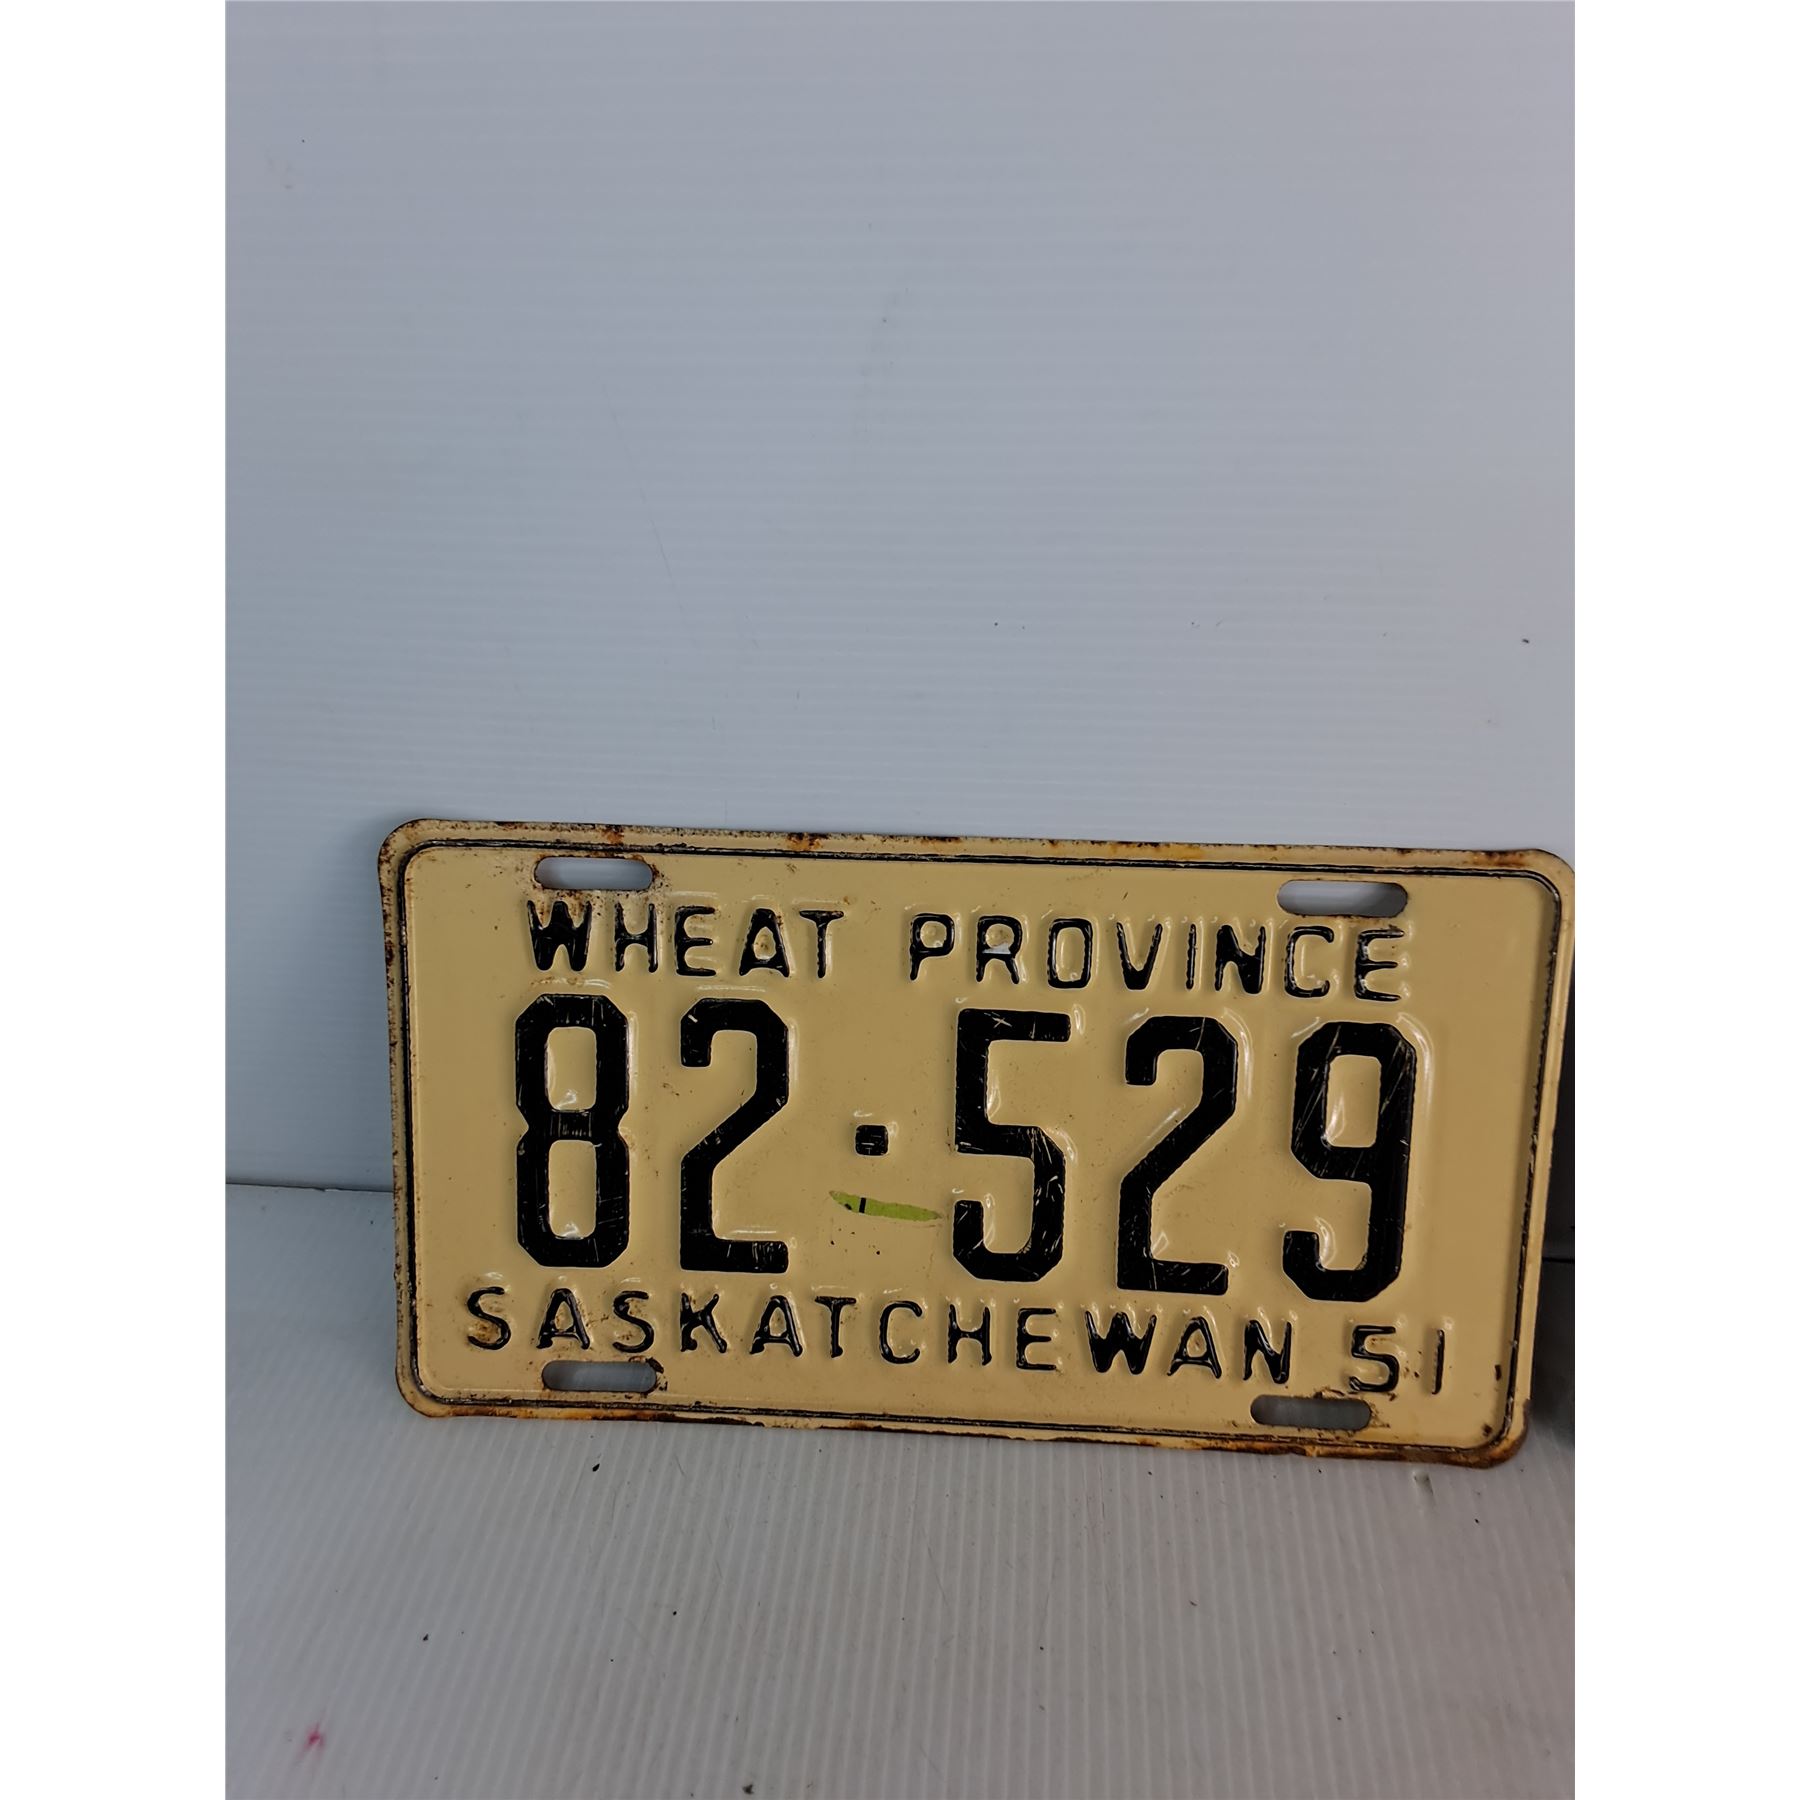 WHEAT PROVINCE
82-529
SASKATCHEWAN 51